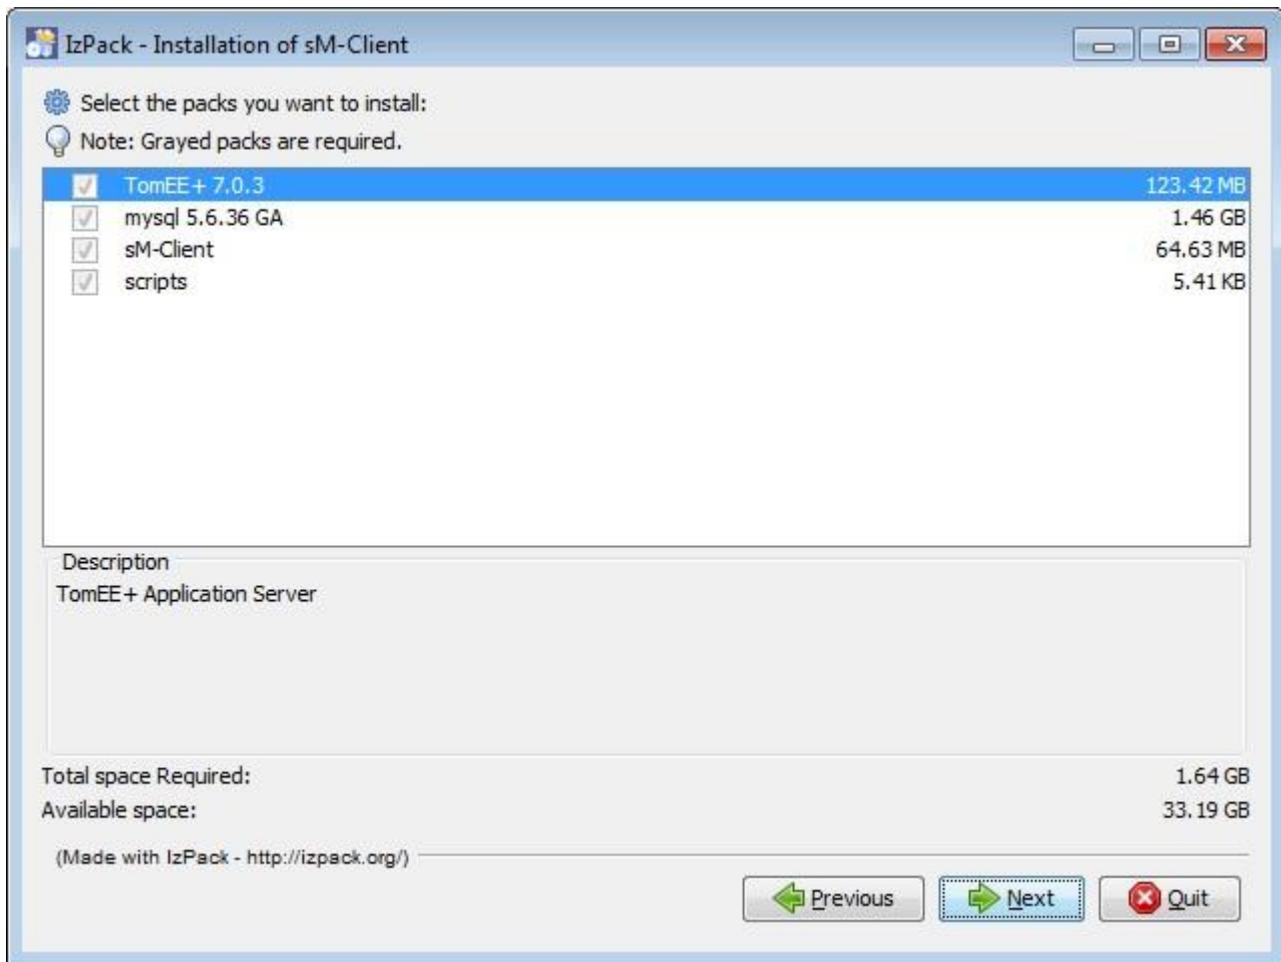 IzPack - Installation of sM-Client
Select the packs you want to install:
Note: Grayed packs are required.
TomEE+ 7.0.3 123.42 MB
mysql 5.6.36 GA 1.46 GB
sM-Client 64.63 MB
scripts 5.41 KB
Description
TomEE+ Application Server
Total space Required: 1.64 GB
Available space: 33.19 GB
(Made with IzPack - http://izpack.org/)
Previous Next Quit